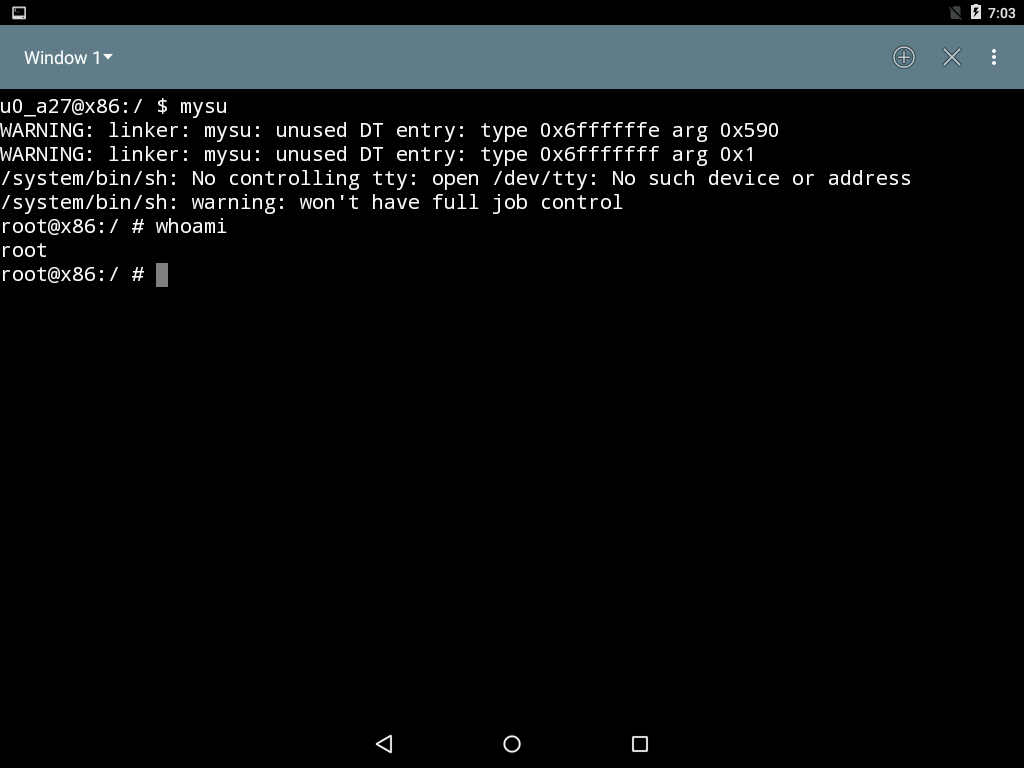 7:03
Window 1
u0_a27@x86:/ $ mysu
WARNING: linker: mysu: unused DT entry: type 0x6ffffffe arg 0x590
WARNING: linker: mysu: unused DT entry: type 0x6fffffff arg 0x1
/system/bin/sh: No controlling tty: open /dev/tty: No such device or address
/system/bin/sh: warning: won't have full job control
root@x86:/ # whoami
root
root@x86:/ #